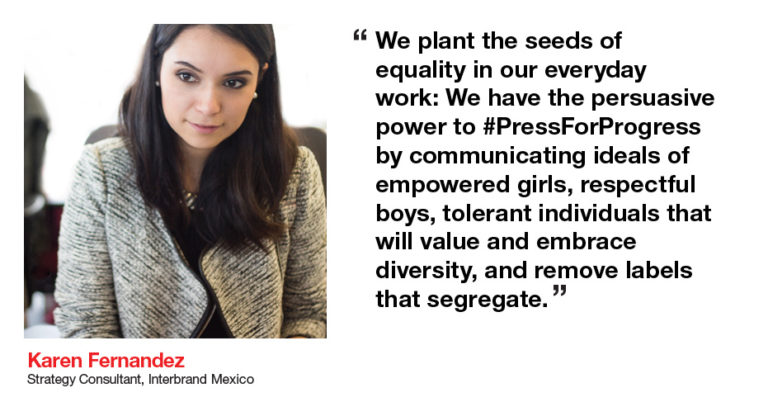 “ We plant the seeds of
equality in our everyday
work: We have the persuasive
power to #PressForProgress
by communicating ideals of
empowered girls, respectful
boys, tolerant individuals that
will value and embrace
diversity, and remove labels
that segregate. ”
Karen Fernandez
Strategy Consultant, Interbrand Mexico